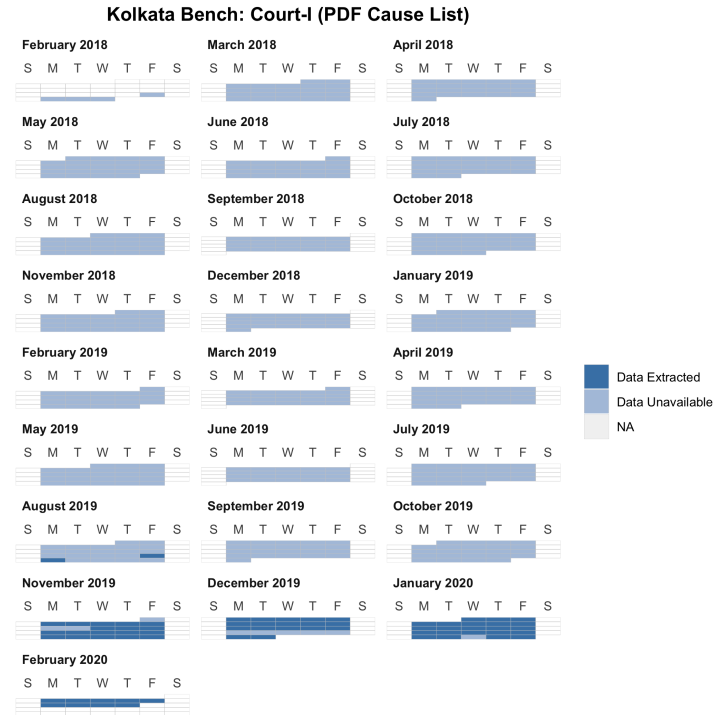 Kolkata Bench: Court-I (PDF Cause List)
February 2018 March 2018 April 2018
S M T W T F S S M T W T F S S M T W T F S
May 2018 June 2018 July 2018
S M T W T F S S M T W T F S S M T W T F S
August 2018 September 2018 October 2018
S M T W T F S S M T W T F S S M T W T F S
November 2018 December 2018 January 2019
S M T W T F S S M T W T F S S M T W T F S
February 2019 March 2019 April 2019
S M T W T F S S M T W T F S S M T W T F S
May 2019 June 2019 July 2019
S M T W T F S S M T W T F S S M T W T F S
August 2019 September 2019 October 2019
S M T W T F S S M T W T F S S M T W T F S
November 2019 December 2019 January 2020
S M T W T F S S M T W T F S S M T W T F S
February 2020
S M T W T F S
Data Extracted
Data Unavailable
NA